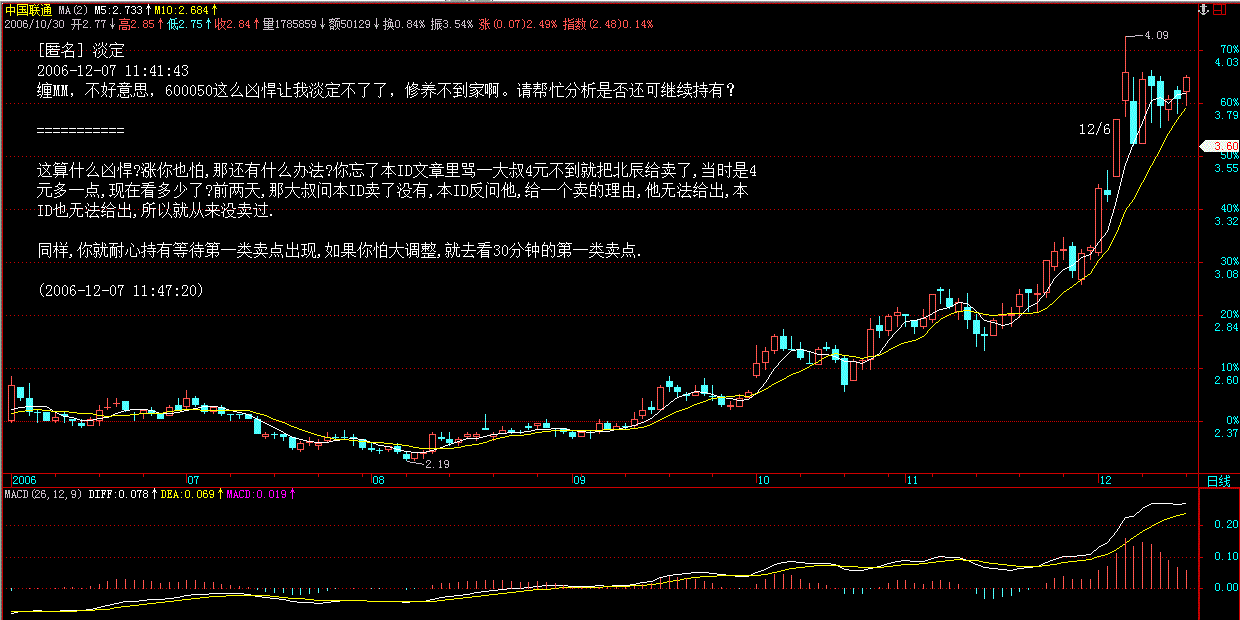 中国联通 MA(2) M5:2.733↑M10:2.684↑
2006/10/30 开2.77↓高2.85↑低2.75↑收2.84↑量1785859↓额50129↓换0.84% 振3.54% 涨(0.07)2.49% 指数(2.48)0.14%
[匿名] 淡定
2006-12-07 11:41:43
缠MM，不好意思，600050这么凶悍让我淡定不了了，修养不到家啊。请帮忙分析是否还可继续持有？
===========
这算什么凶悍?涨你也怕,那还有什么办法?你忘了本ID文章里骂一大叔4元不到就把北辰给卖了,当时是4
元多一点,现在看多少了?前两天,那大叔问本ID卖了没有,本ID反问他,给一个卖的理由,他无法给出,本
ID也无法给出,所以就从来没卖过.
同样,你就耐心持有等待第一类卖点出现,如果你怕大调整,就去看30分钟的第一类卖点.
(2006-12-07 11:47:20)
4.09
12/6
2.19
70%
4.03
60%
3.79
3.60
50%
3.55
40%
3.32
30%
3.08
20%
2.84
10%
2.60
0%
2.37
2006 07 08 09 10 11 12 日线
MACD(26,12,9) DIFF:0.078↑DEA:0.069↑MACD:0.019↑
0.20
0.10
0.00